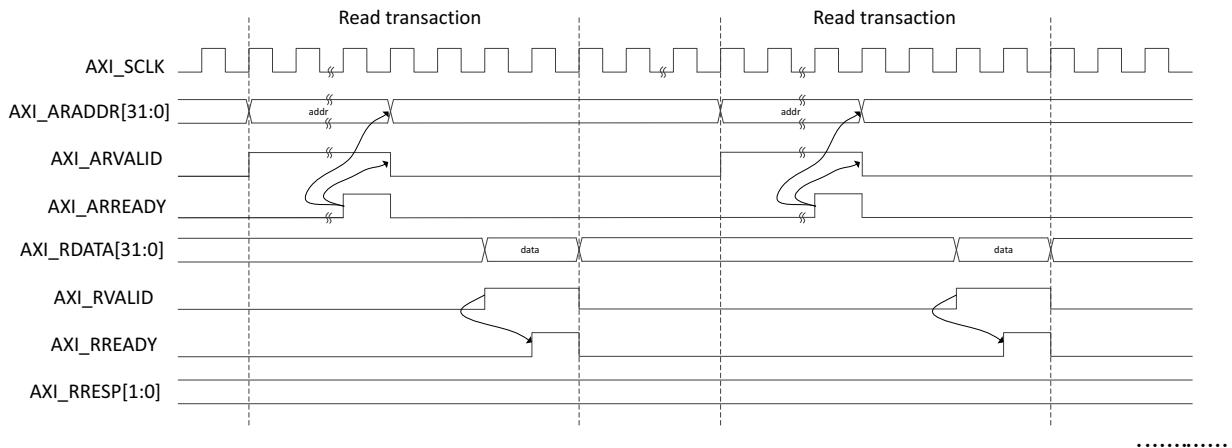 Read transaction Read transaction
AXI_SCLK
AXI_ARADDR[31:0] addr addr
AXI_ARVALID
AXI_ARREADY
AXI_RDATA[31:0] data data
AXI_RVALID
AXI_RREADY
AXI_RRESP[1:0]